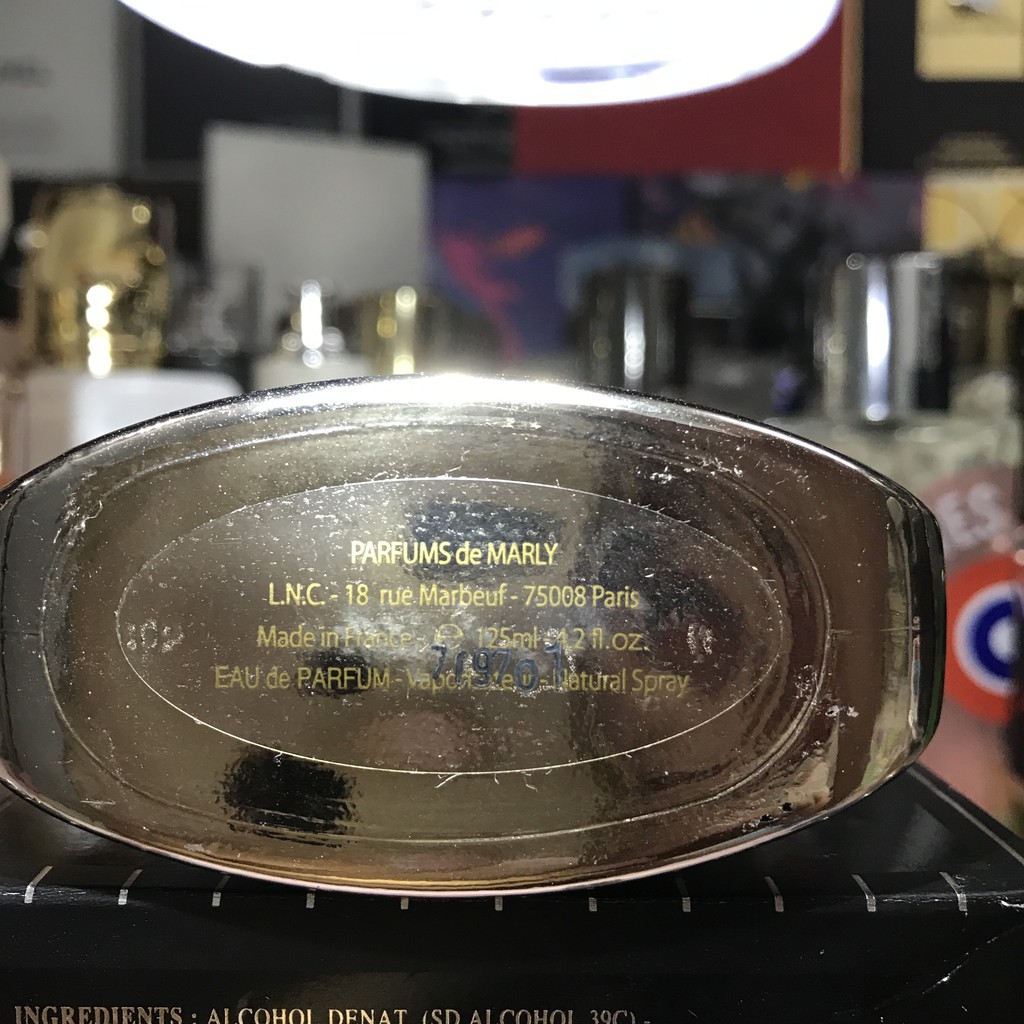 ES
PARFUMS de MARLY
L.N.C. - 18 rue Marbeuf - 75008 Paris
Made in France - e 125ml - 4.2 fl.oz.
EAU de PARFUM - Natural Spray
INGREDIENTS : ALCOHOL DENAT. (SD ALCOHOL 39C) -